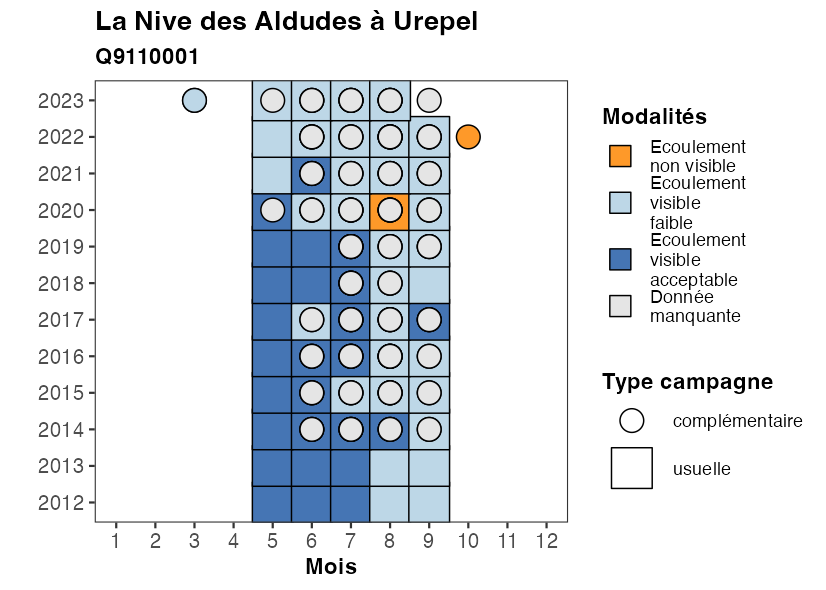 La Nive des Aldudes à Urepel
Q9110001
2023
2022
2021
2020
2019
2018
2017
2016
2015
2014
2013
2012
1 2 3 4 5 6 7 8 9 10 11 12
Mois
Modalités
Ecoulement
non visible
Ecoulement
visible
faible
Ecoulement
visible
acceptable
Donnée
manquante
Type campagne
complémentaire
usuelle